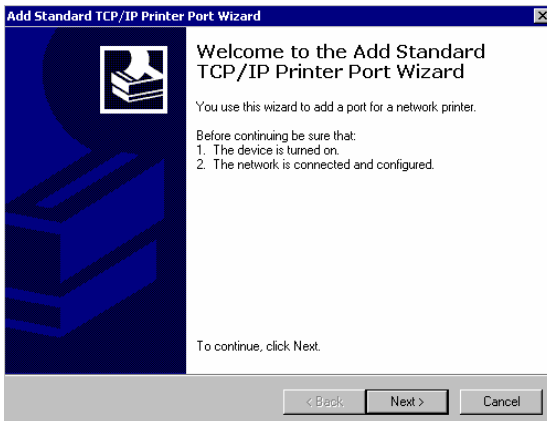 Add Standard TCP/IP Printer Port Wizard
Welcome to the Add Standard
TCP/IP Printer Port Wizard
You use this wizard to add a port for a network printer.
Before continuing be sure that:
1. The device is turned on.
2. The network is connected and configured.
To continue, click Next.
< Back
Next >
Cancel